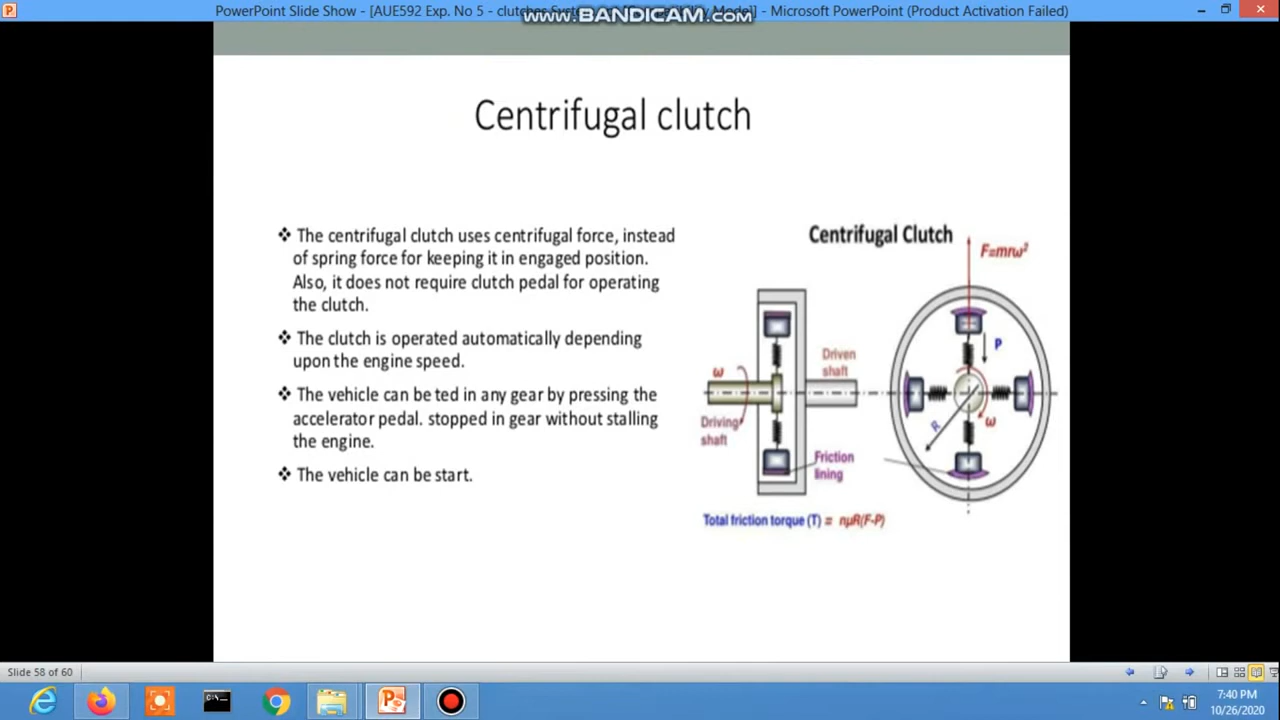 PowerPoint Slide Show - [AUE592 Exp. No 5 - clutches
www.BANDICAM.com
] - Microsoft PowerPoint (Product Activation Failed)
Centrifugal clutch
❖ The centrifugal clutch uses centrifugal force, instead
of spring force for keeping it in engaged position.
Also, it does not require clutch pedal for operating
the clutch.
❖ The clutch is operated automatically depending
upon the engine speed.
❖ The vehicle can be ted in any gear by pressing the
accelerator pedal. stopped in gear without stalling
the engine.
❖ The vehicle can be start.
Centrifugal Clutch
F=mrω²
P
ω
Driven
shaft
Driving
shaft
R
ω
Friction
lining
Total friction torque (T) = nμR(F-P)
Slide 58 of 60
7:40 PM
10/26/2020